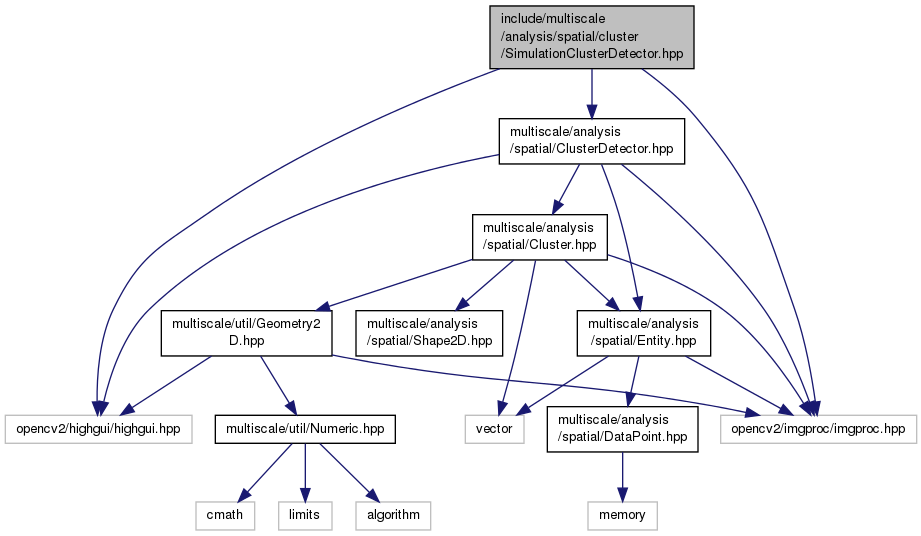 include/multiscale
/analysis/spatial/cluster
/SimulationClusterDetector.hpp
multiscale/analysis
/spatial/ClusterDetector.hpp
multiscale/analysis
/spatial/Cluster.hpp
multiscale/util/Geometry2
D.hpp
multiscale/analysis
/spatial/Shape2D.hpp
multiscale/analysis
/spatial/Entity.hpp
opencv2/highgui/highgui.hpp
multiscale/util/Numeric.hpp
vector
multiscale/analysis
/spatial/DataPoint.hpp
opencv2/imgproc/imgproc.hpp
cmath
limits
algorithm
memory